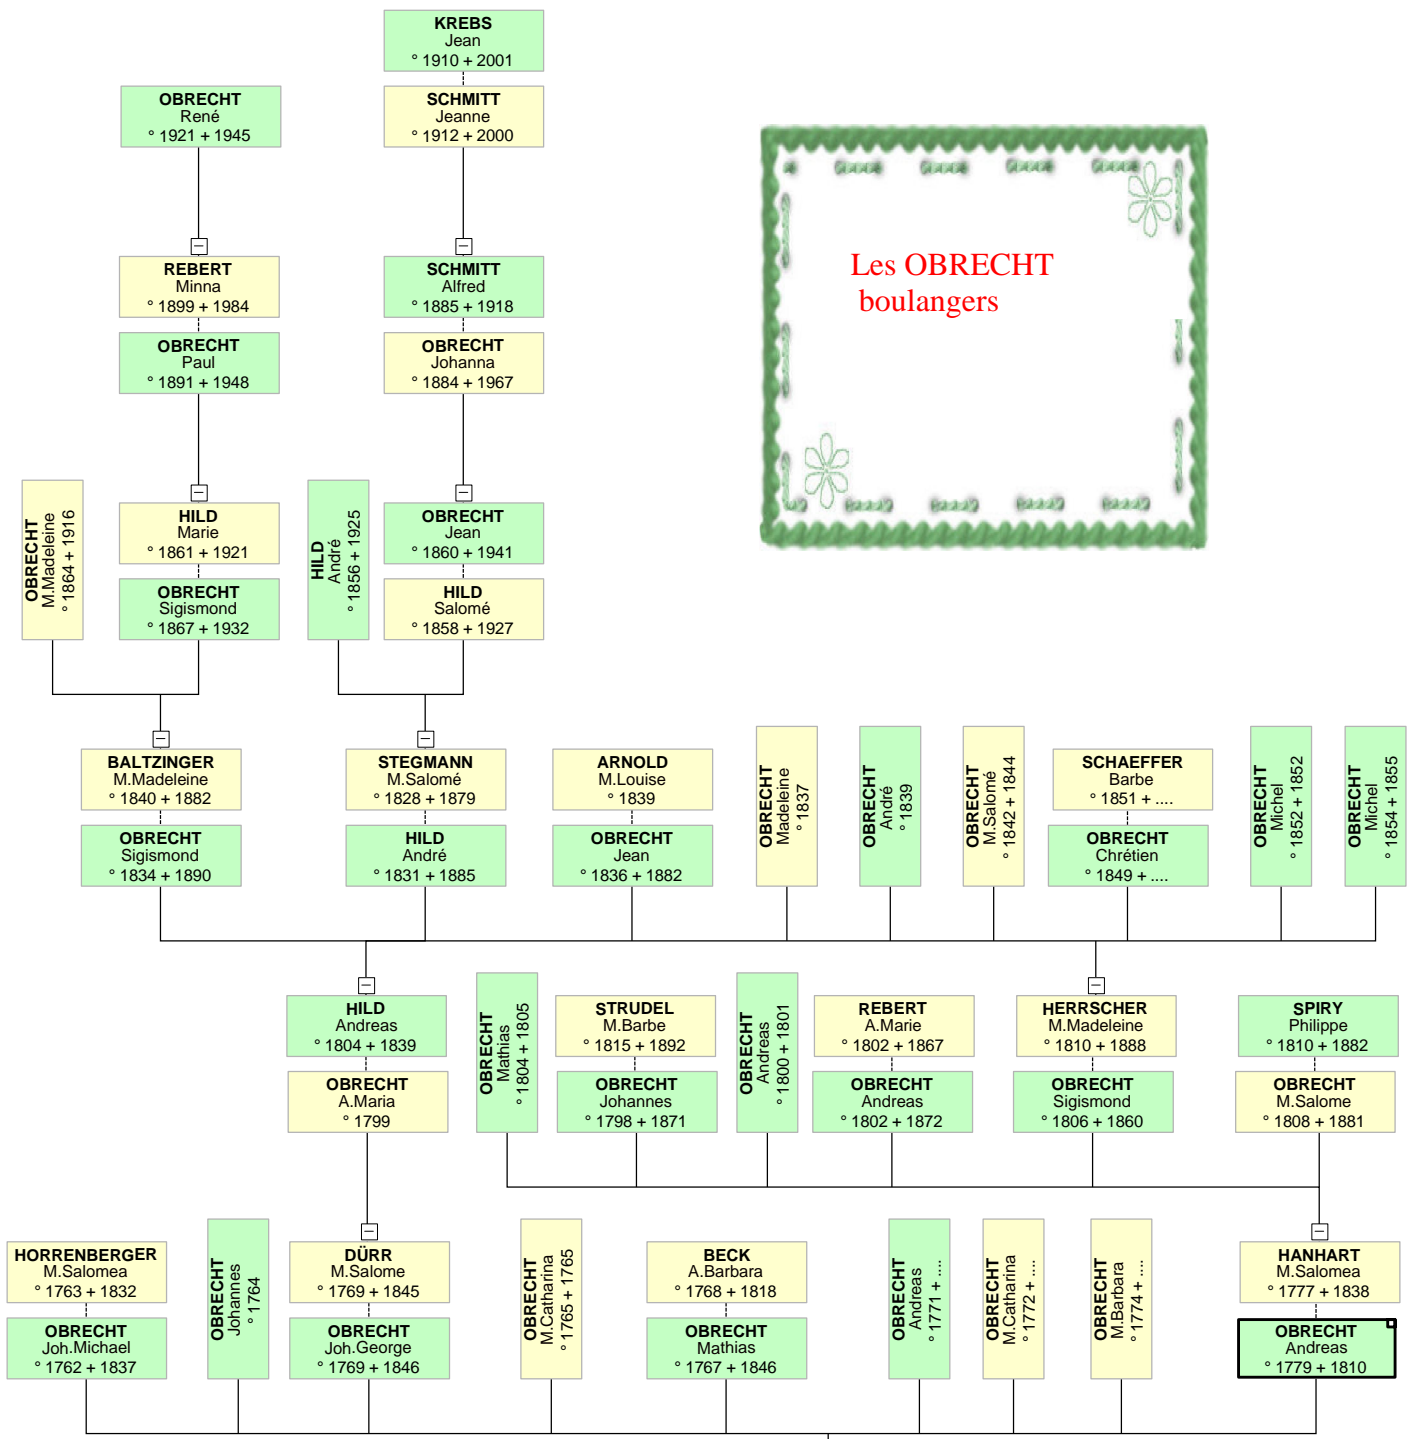 KREBS
Jean
° 1910 + 2001
OBRECHT
René
° 1921 + 1945
SCHMITT
Jeanne
° 1912 + 2000
Les OBRECHT
boulangers
REBERT
Minna
° 1899 + 1984
SCHMITT
Alfred
° 1885 + 1918
OBRECHT
Paul
° 1891 + 1948
OBRECHT
Johanna
° 1884 + 1967
OBRECHT
M.Madeleine
° 1864 + 1916
HILD
Marie
° 1861 + 1921
HILD
André
° 1856 + 1925
OBRECHT
Jean
° 1860 + 1941
OBRECHT
Sigismond
° 1867 + 1932
HILD
Salomé
° 1858 + 1927
BALTZINGER
M.Madeleine
° 1840 + 1882
STEGMANN
M.Salomé
° 1828 + 1879
ARNOLD
M.Louise
° 1839
OBRECHT
Madeleine
° 1837
OBRECHT
André
° 1839
OBRECHT
M.Salomé
° 1842 + 1844
SCHAEFFER
Barbe
° 1851 + ....
OBRECHT
Michel
° 1852 + 1852
OBRECHT
Michel
° 1854 + 1855
OBRECHT
Sigismond
° 1834 + 1890
HILD
André
° 1831 + 1885
OBRECHT
Jean
° 1836 + 1882
OBRECHT
Chrétien
° 1849 + ....
HILD
Andreas
° 1804 + 1839
OBRECHT
Mathias
° 1804 + 1805
STRUDEL
M.Barbe
° 1815 + 1892
OBRECHT
Andreas
° 1800 + 1801
REBERT
A.Marie
° 1802 + 1867
HERRSCHER
M.Madeleine
° 1810 + 1888
SPIRY
Philippe
° 1810 + 1882
OBRECHT
A.Maria
° 1799
OBRECHT
Johannes
° 1798 + 1871
OBRECHT
Andreas
° 1802 + 1872
OBRECHT
Sigismond
° 1806 + 1860
OBRECHT
M.Salome
° 1808 + 1881
HORRENBERGER
M.Salomea
° 1763 + 1832
OBRECHT
Johannes
° 1764
DÜRR
M.Salome
° 1769 + 1845
OBRECHT
M.Catharina
° 1765 + 1765
BECK
A.Barbara
° 1768 + 1818
OBRECHT
Andreas
° 1771 + ....
OBRECHT
M.Catharina
° 1772 + ....
OBRECHT
M.Barbara
° 1774 + ....
HANHART
M.Salomea
° 1777 + 1838
OBRECHT
Joh.Michael
° 1762 + 1837
OBRECHT
Joh.George
° 1769 + 1846
OBRECHT
Mathias
° 1767 + 1846
OBRECHT
Andreas
° 1779 + 1810